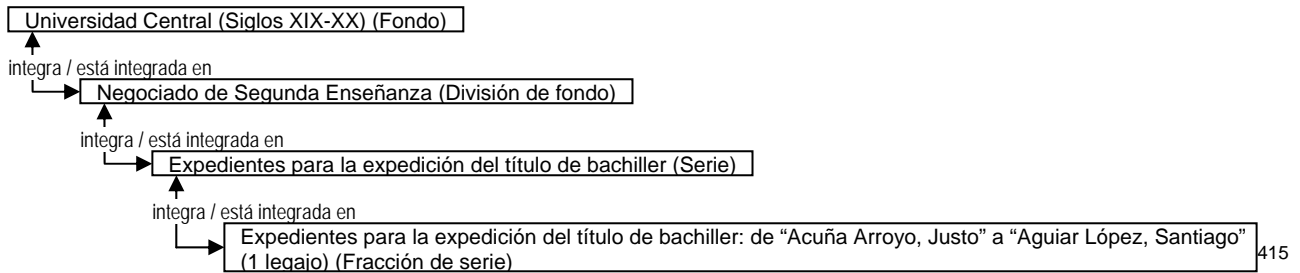 Universidad Central (Siglos XIX-XX) (Fondo)
integra / está integrada en
Negociado de Segunda Enseñanza (División de fondo)
integra / está integrada en
Expedientes para la expedición del título de bachiller (Serie)
integra / está integrada en
Expedientes para la expedición del título de bachiller: de “Acuña Arroyo, Justo” a “Aguiar López, Santiago”
(1 legajo) (Fracción de serie)
415